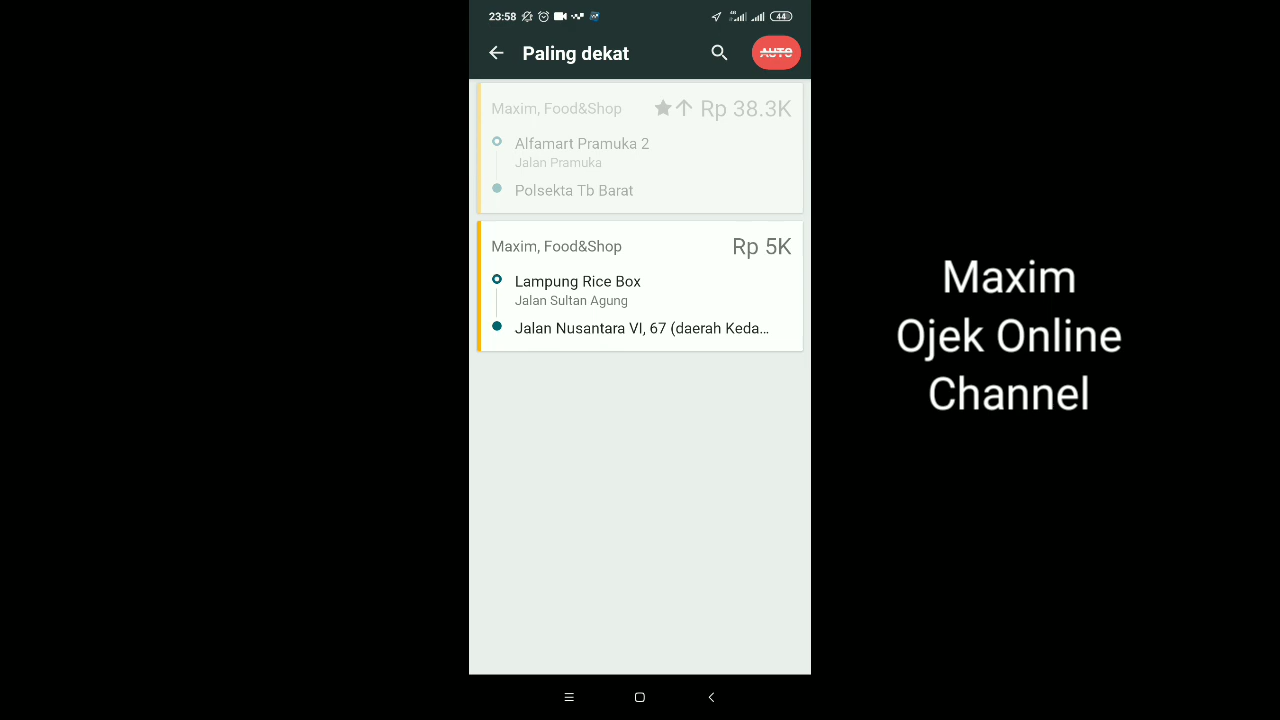 23:58
44
Paling dekat
AUTO
Maxim, Food&Shop
Rp 38.3K
Alfamart Pramuka 2
Jalan Pramuka
Polsekta Tb Barat
Maxim, Food&Shop
Rp 5K
Lampung Rice Box
Jalan Sultan Agung
Jalan Nusantara VI, 67 (daerah Keda...
Maxim
Ojek Online
Channel